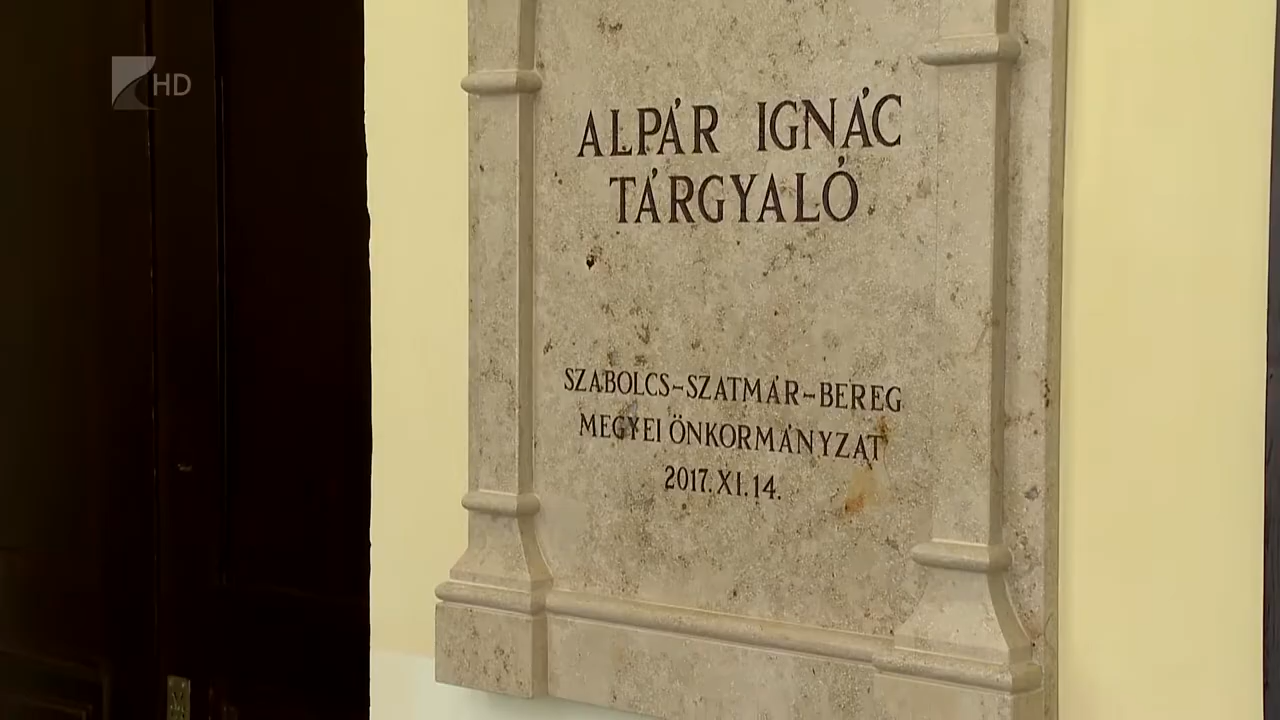 HD
ALPÁR IGNÁC
TÁRGYALÓ
SZABOLCS-SZATMÁR-BEREG
MEGYEI ÖNKORMÁNYZAT
2017.XI.14.